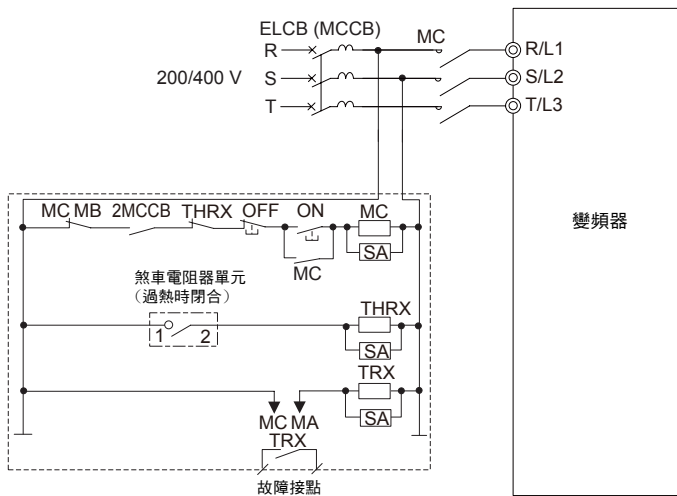 ELCB (MCCB)
MC
R
R/L1
200/400 V
S
S/L2
T
T/L3
變頻器
MC MB
2MCCB
THRX
OFF
ON
MC
SA
MC
煞車電阻器單元
（過熱時閉合）
1
2
THRX
SA
TRX
SA
MC MA
TRX
故障接點